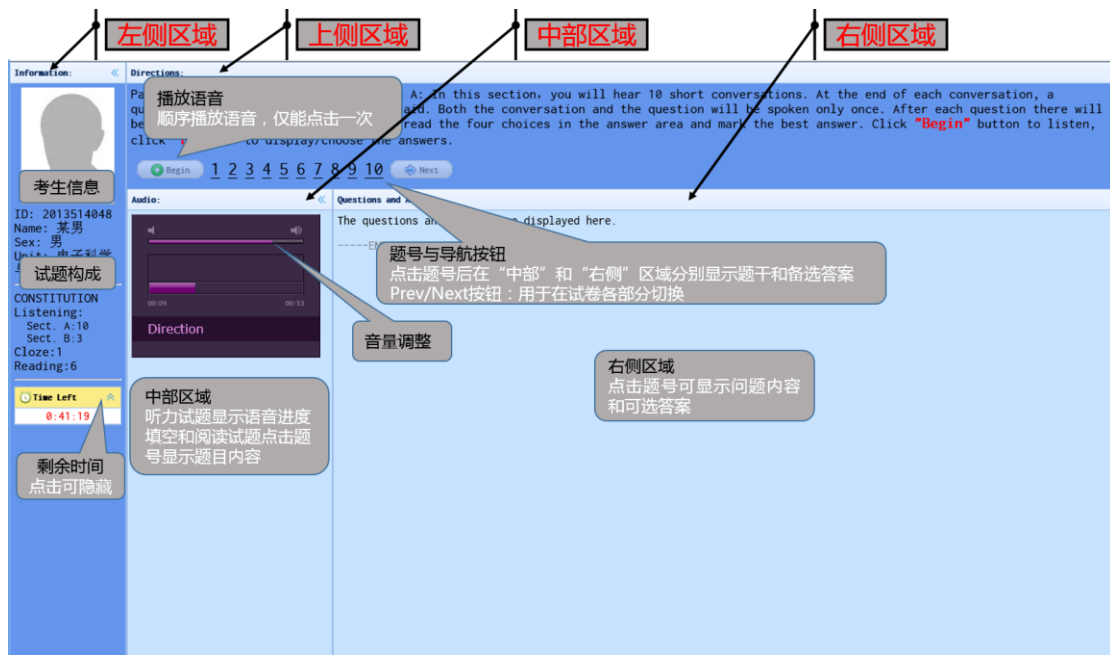 左侧区域
上侧区域
中部区域
右侧区域
Information:
Directions:
播放语音
顺序播放语音，仅能点击一次
A: In this section, you will hear 10 short conversations. At the end of each conversation, a
aid. Both the conversation and the question will be spoken only once. After each question there will
be
read the four choices in the answer area and mark the best answer. Click "Begin" button to listen,
click
to display/choose the answers.
Begin
1 2 3 4 5 6 7 8 9 10
Next
考生信息
ID: 2013514048
Name: 某男
Sex: 男
试题构成
CONSTITUTION
Listening:
Sect. A:10
Sect. B:3
Cloze:1
Reading:6
Time Left
0:41:19
剩余时间
点击可隐藏
Audio:
00:09
00:33
Direction
音量调整
中部区域
听力试题显示语音进度
填空和阅读试题点击题
号显示题目内容
Questions and
The questions an
displayed here.
题号与导航按钮
点击题号后在“中部”和“右侧”区域分别显示题干和备选答案
Prev/Next按钮：用于在试卷各部分切换
右侧区域
点击题号可显示问题内容
和可选答案